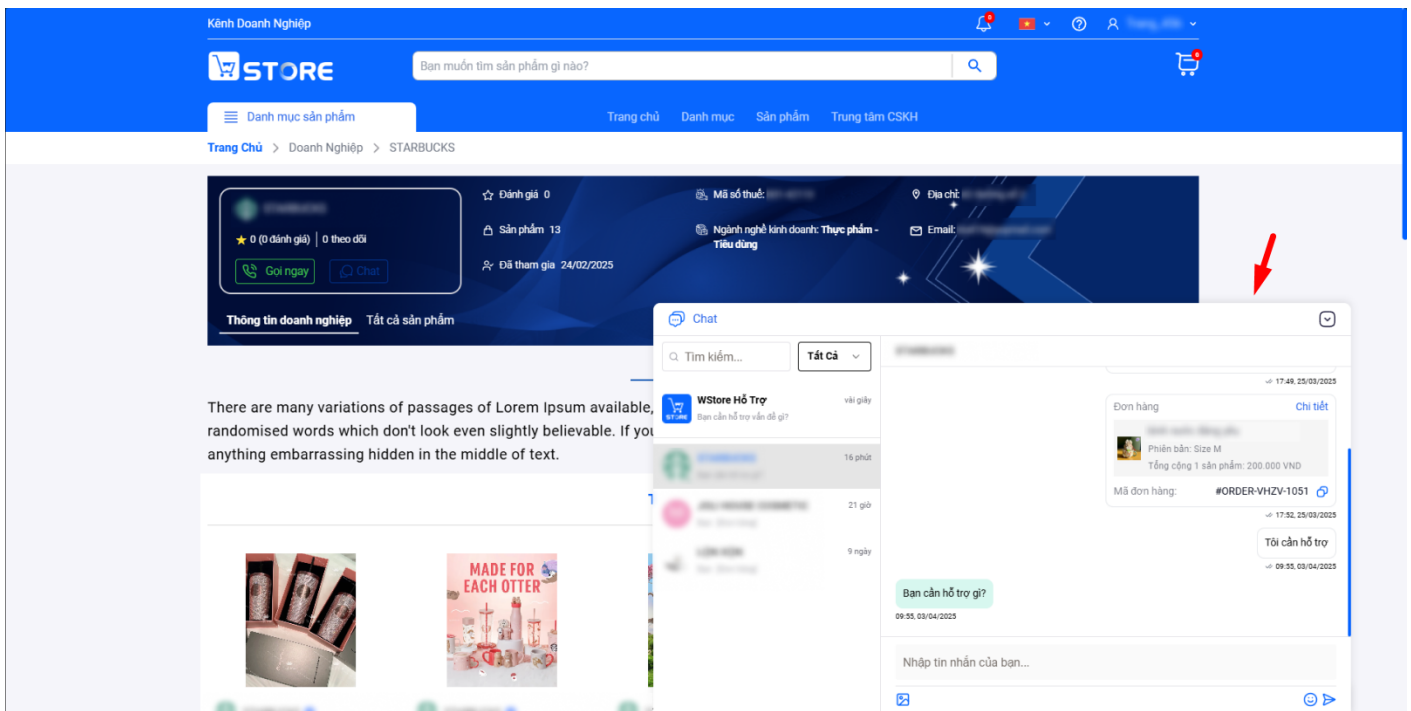 Kênh Doanh Nghiệp
0
STORE
Bạn muốn tìm sản phẩm gì nào?
0
Danh mục sản phẩm
Trang chủ Danh mục Sản phẩm Trung tâm CSKH
Trang Chủ > Doanh Nghiệp > STARBUCKS
STARBUCKS
0 (0 đánh giá) | 0 theo dõi
Gọi ngay
Chat
Đánh giá 0
Sản phẩm 13
Đã tham gia 24/02/2025
Mã số thuế:
Ngành nghề kinh doanh: Thực phẩm -
Tiêu dùng
Địa chỉ:
Email:
Thông tin doanh nghiệp Tất cả sản phẩm
There are many variations of passages of Lorem Ipsum available,
randomised words which don't look even slightly believable. If you
anything embarrassing hidden in the middle of text.
MADE FOR
EACH OTTER
Chat
Tìm kiếm...
Tất Cả
STORE
WStore Hỗ Trợ
vài giây
Bạn cần hỗ trợ vấn đề gì?
STARBUCKS
16 phút
21 giờ
9 ngày
STARBUCKS
17:49, 25/03/2025
Đơn hàng
Chi tiết
Phiên bản: Size M
Tổng cộng 1 sản phẩm: 200.000 VND
Mã đơn hàng: #ORDER-VHZV-1051
17:52, 25/03/2025
Tôi cần hỗ trợ
09:55, 03/04/2025
Bạn cần hỗ trợ gì?
09:55, 03/04/2025
Nhập tin nhắn của bạn...